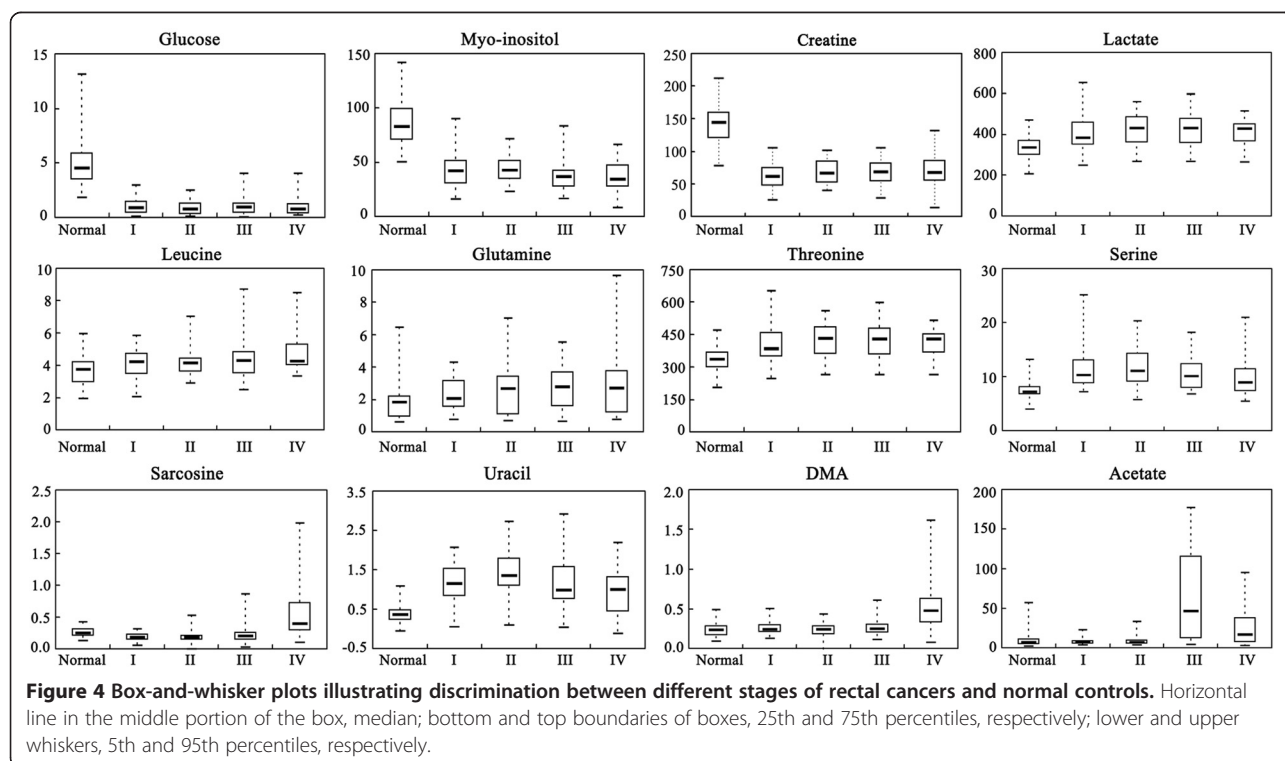 Glucose Myo-inositol Creatine Lactate
15 150 250 800
200
10 100 600
150
400
100
5 50
50 200
0 0 0 0
Normal I II III IV Normal I II III IV Normal I II III IV Normal I II III IV
Leucine Glutamine Threonine Serine
10 10 750 30
8 8 600
20
6 6 450
4 4 300
10
2 2 150
0 0 0 0
Normal I II III IV Normal I II III IV Normal I II III IV Normal I II III IV
Sarcosine Uracil DMA Acetate
2.5 3.5 2.0 200
2.0 2.5 1.5 150
1.5
1.5 1.0 100
1.0
0.5 0.5 50
0.5
0.0 -0.5 0.0 0
Normal I II III IV Normal I II III IV Normal I II III IV Normal I II III IV
Figure 4 Box-and-whisker plots illustrating discrimination between different stages of rectal cancers and normal controls. Horizontal
line in the middle portion of the box, median; bottom and top boundaries of boxes, 25th and 75th percentiles, respectively; lower and upper
whiskers, 5th and 95th percentiles, respectively.